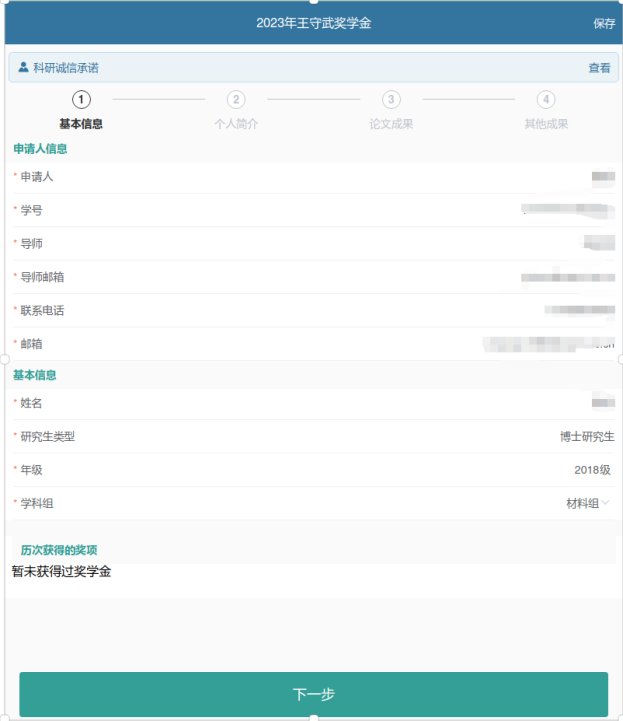 2023年王守武奖学金 保存
科研诚信承诺 查看
1 2 3 4
基本信息 个人简介 论文成果 其他成果
申请人信息
* 申请人
* 学号
* 导师
* 导师邮箱
* 联系电话
* 邮箱
基本信息
* 姓名
* 研究生类型 博士研究生
* 年级 2018级
* 学科组 材料组
历次获得的奖项
暂未获得过奖学金
下一步